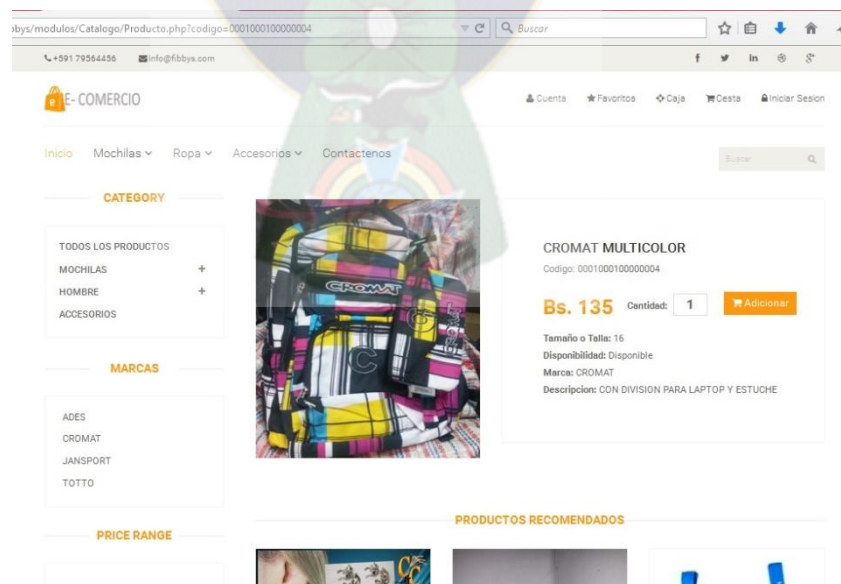 bys/modulos/Catalogo/Producto.php?codigo=0001000100000004
Buscar
+591 79564456 info@fibbys.com
E- COMERCIO
Cuenta Favoritos Caja Cesta Iniciar Sesion
Inicio Mochilas Ropa Accesorios Contactenos
Buscar
CATEGORY
TODOS LOS PRODUCTOS
MOCHILAS +
HOMBRE +
ACCESORIOS
MARCAS
ADES
CROMAT
JANSPORT
TOTTO
PRICE RANGE
CROMAT
C
CROMAT MULTICOLOR
Codigo: 0001000100000004
Bs. 135 Cantidad: 1 Adicionar
Tamaño o Talla: 16
Disponibilidad: Disponible
Marca: CROMAT
Descripcion: CON DIVISION PARA LAPTOP Y ESTUCHE
PRODUCTOS RECOMENDADOS